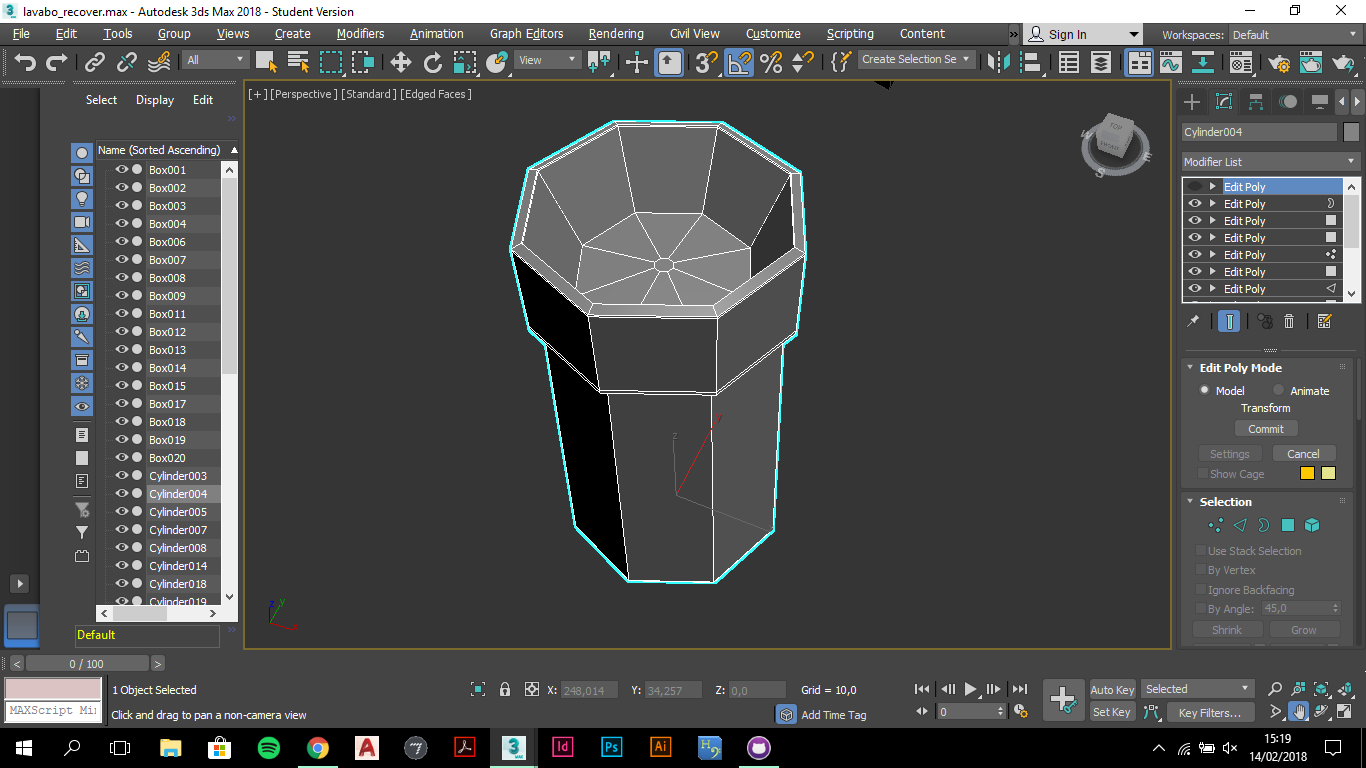 lavabo_recover.max - Autodesk 3ds Max 2018 - Student Version
File Edit Tools Group Views Create Modifiers Animation Graph Editors Rendering Civil View Customize Scripting Content » Sign In Workspaces: Default
All View 3 Create Selection Se
Select Display Edit
[+] [Perspective] [Standard] [Edged Faces]
TOP
FRONT
W
S
E
Cylinder004
Name (Sorted Ascending)
Modifier List
Box001
Box002
Box003
Box004
Box006
Box007
Box008
Box009
Box011
Box012
Box013
Box014
Box015
Box017
Box018
Box019
Box020
Cylinder003
Cylinder004
Cylinder005
Cylinder007
Cylinder008
Cylinder014
Cylinder018
Cylinder019
Default
Edit Poly
Edit Poly
Edit Poly
Edit Poly
Edit Poly
Edit Poly
Edit Poly
Edit Poly Mode
Model Animate
Transform
Commit
Settings Cancel
Show Cage
Selection
Use Stack Selection
By Vertex
Ignore Backfacing
By Angle: 45,0
Shrink Grow
z
y
z y
x
0 / 100
1 Object Selected X: 248,014 Y: 34,257 Z: 0,0 Grid = 10,0 Auto Key Selected
MAXScript Mi
Click and drag to pan a non-camera view Add Time Tag 0 Set Key Key Filters...
3 Id Ps Ai
15:19
14/02/2018